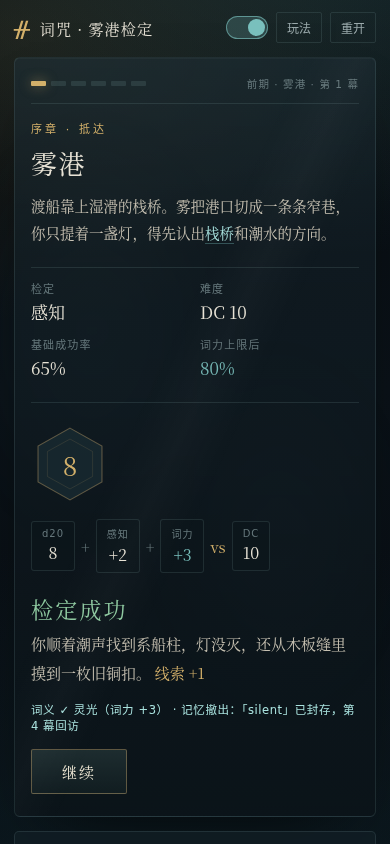 # 词咒 · 雾港检定
玩法
重开
前期 · 雾港 · 第 1 幕
序章 · 抵达
雾港
渡船靠上湿滑的栈桥。雾把港口切成一条条窄巷，
你只提着一盏灯，得先认出栈桥和潮水的方向。
检定
难度
感知
DC 10
基础成功率
词力上限后
65%
80%
8
d20
感知
词力
DC
8 + +2 + +3 vs 10
检定成功
你顺着潮声找到系船柱，灯没灭，还从木板缝里
摸到一枚旧铜扣。 线索 +1
词义 ✓ 灵光（词力 +3） · 记忆撤出：「silent」已封存，第
4 幕回访
继续